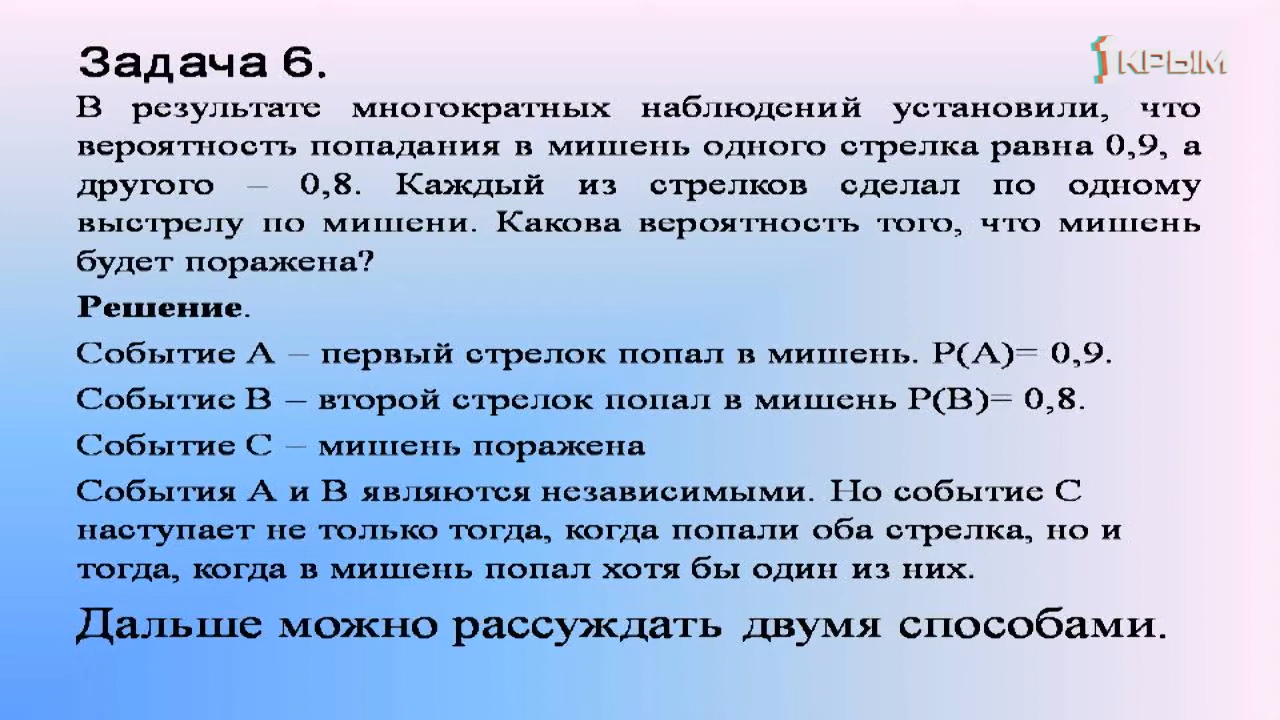 Задача 6.
1 КРЫМ
В результате многократных наблюдений установили, что
вероятность попадания в мишень одного стрелка равна 0,9, а
другого – 0,8. Каждый из стрелков сделал по одному
выстрелу по мишени. Какова вероятность того, что мишень
будет поражена?
Решение.
Событие А – первый стрелок попал в мишень. Р(А)= 0,9.
Событие В – второй стрелок попал в мишень Р(В)= 0,8.
Событие С – мишень поражена
События А и В являются независимыми. Но событие С
наступает не только тогда, когда попали оба стрелка, но и
тогда, когда в мишень попал хотя бы один из них.
Дальше можно рассуждать двумя способами.